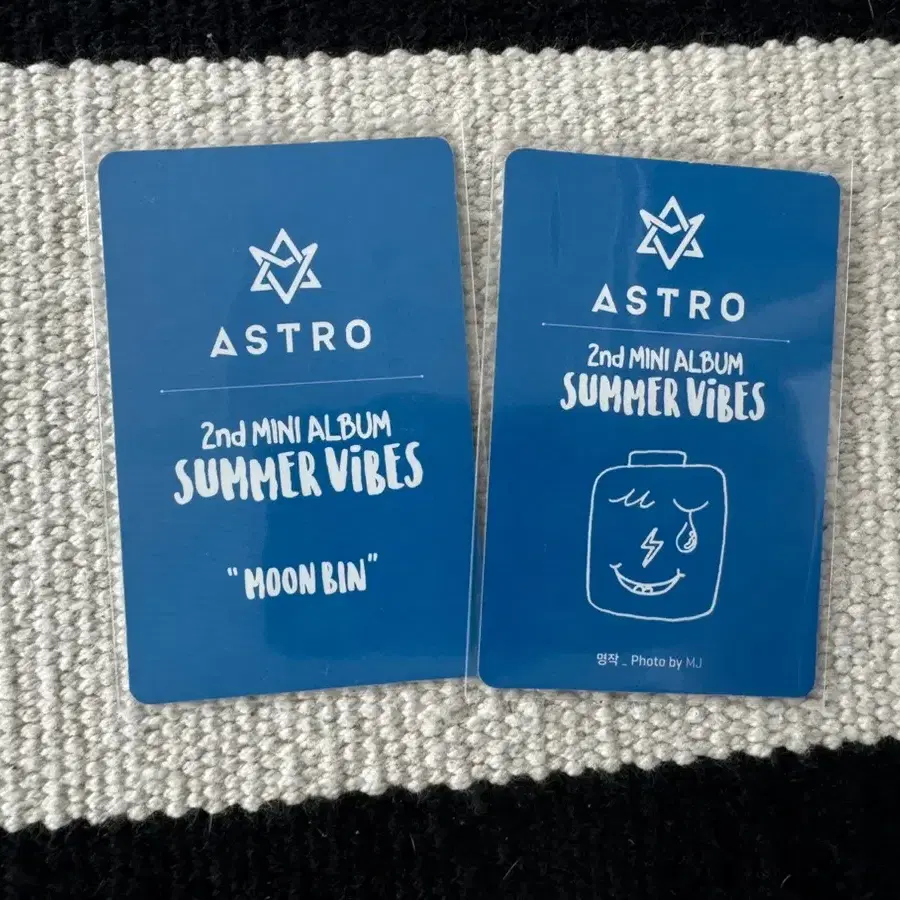 ASTRO
2nd MINI ALBUM
SUMMER ViBES
"MOON BIN"
ASTRO
2nd MINI ALBUM
SUMMER ViBES
명작 _ Photo by MJ